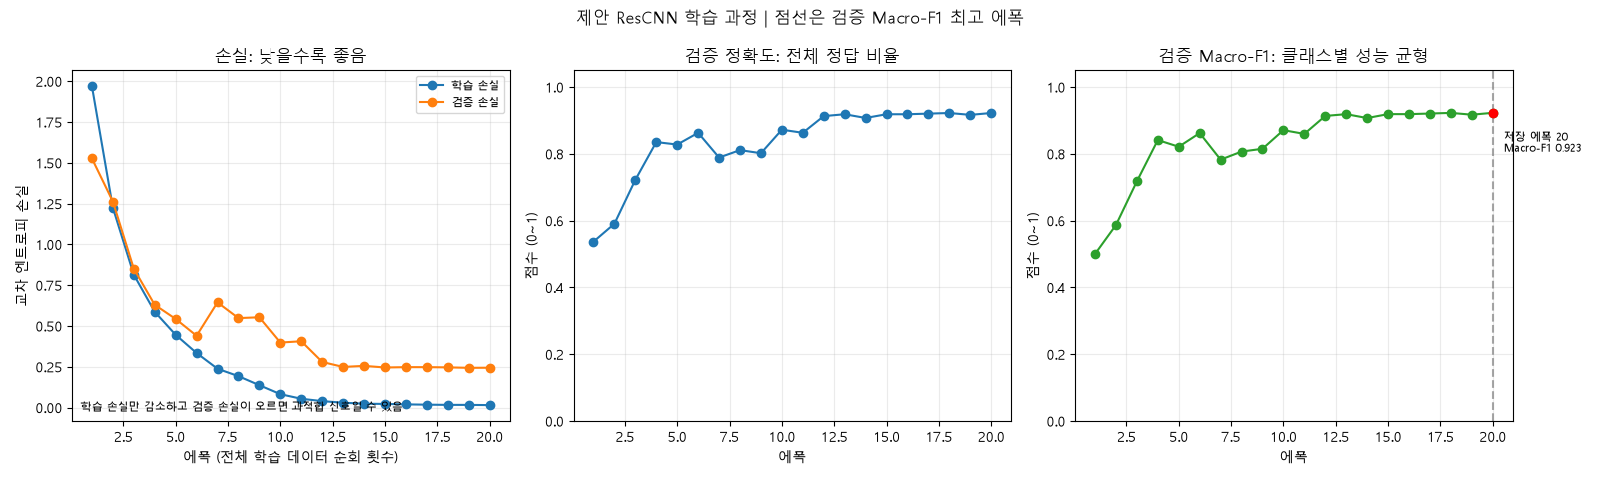 제안 ResCNN 학습 과정 | 점선은 검증 Macro-F1 최고 에폭
손실: 낮을수록 좋음
교차 엔트로피 손실
2.00
1.75
1.50
1.25
1.00
0.75
0.50
0.25
0.00
학습 손실
검증 손실
학습 손실만 감소하고 검증 손실이 오르면 과적합 신호일 수 있음
2.5 5.0 7.5 10.0 12.5 15.0 17.5 20.0
에폭 (전체 학습 데이터 순회 횟수)
검증 정확도: 전체 정답 비율
점수 (0~1)
1.0
0.8
0.6
0.4
0.2
0.0
2.5 5.0 7.5 10.0 12.5 15.0 17.5 20.0
에폭
검증 Macro-F1: 클래스별 성능 균형
점수 (0~1)
1.0
0.8
0.6
0.4
0.2
0.0
저장 에폭 20
Macro-F1 0.923
2.5 5.0 7.5 10.0 12.5 15.0 17.5 20.0
에폭